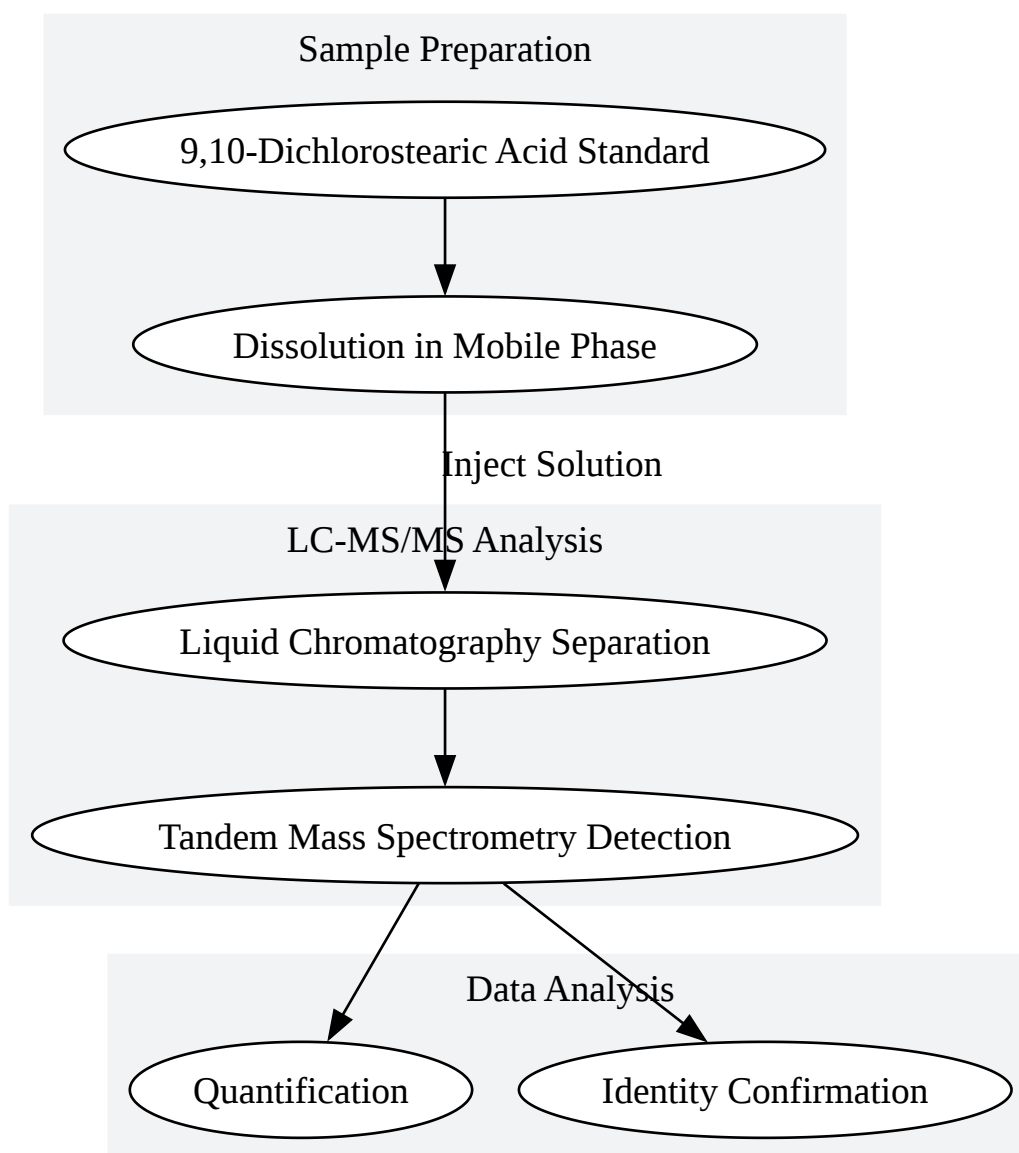 Sample Preparation
9,10-Dichlorostearic Acid Standard
Dissolution in Mobile Phase
Inject Solution
LC-MS/MS Analysis
Liquid Chromatography Separation
Tandem Mass Spectrometry Detection
Data Analysis
Quantification
Identity Confirmation